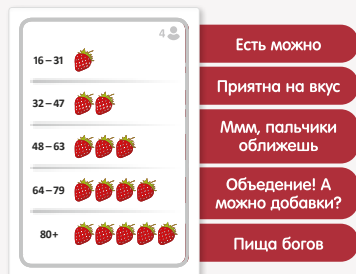 4
16 – 31
Есть можно
32 – 47
Приятна на вкус
48 – 63
Ммм, пальчики
оближешь
64 – 79
Объедение! А
можно добавки?
80+
Пища богов